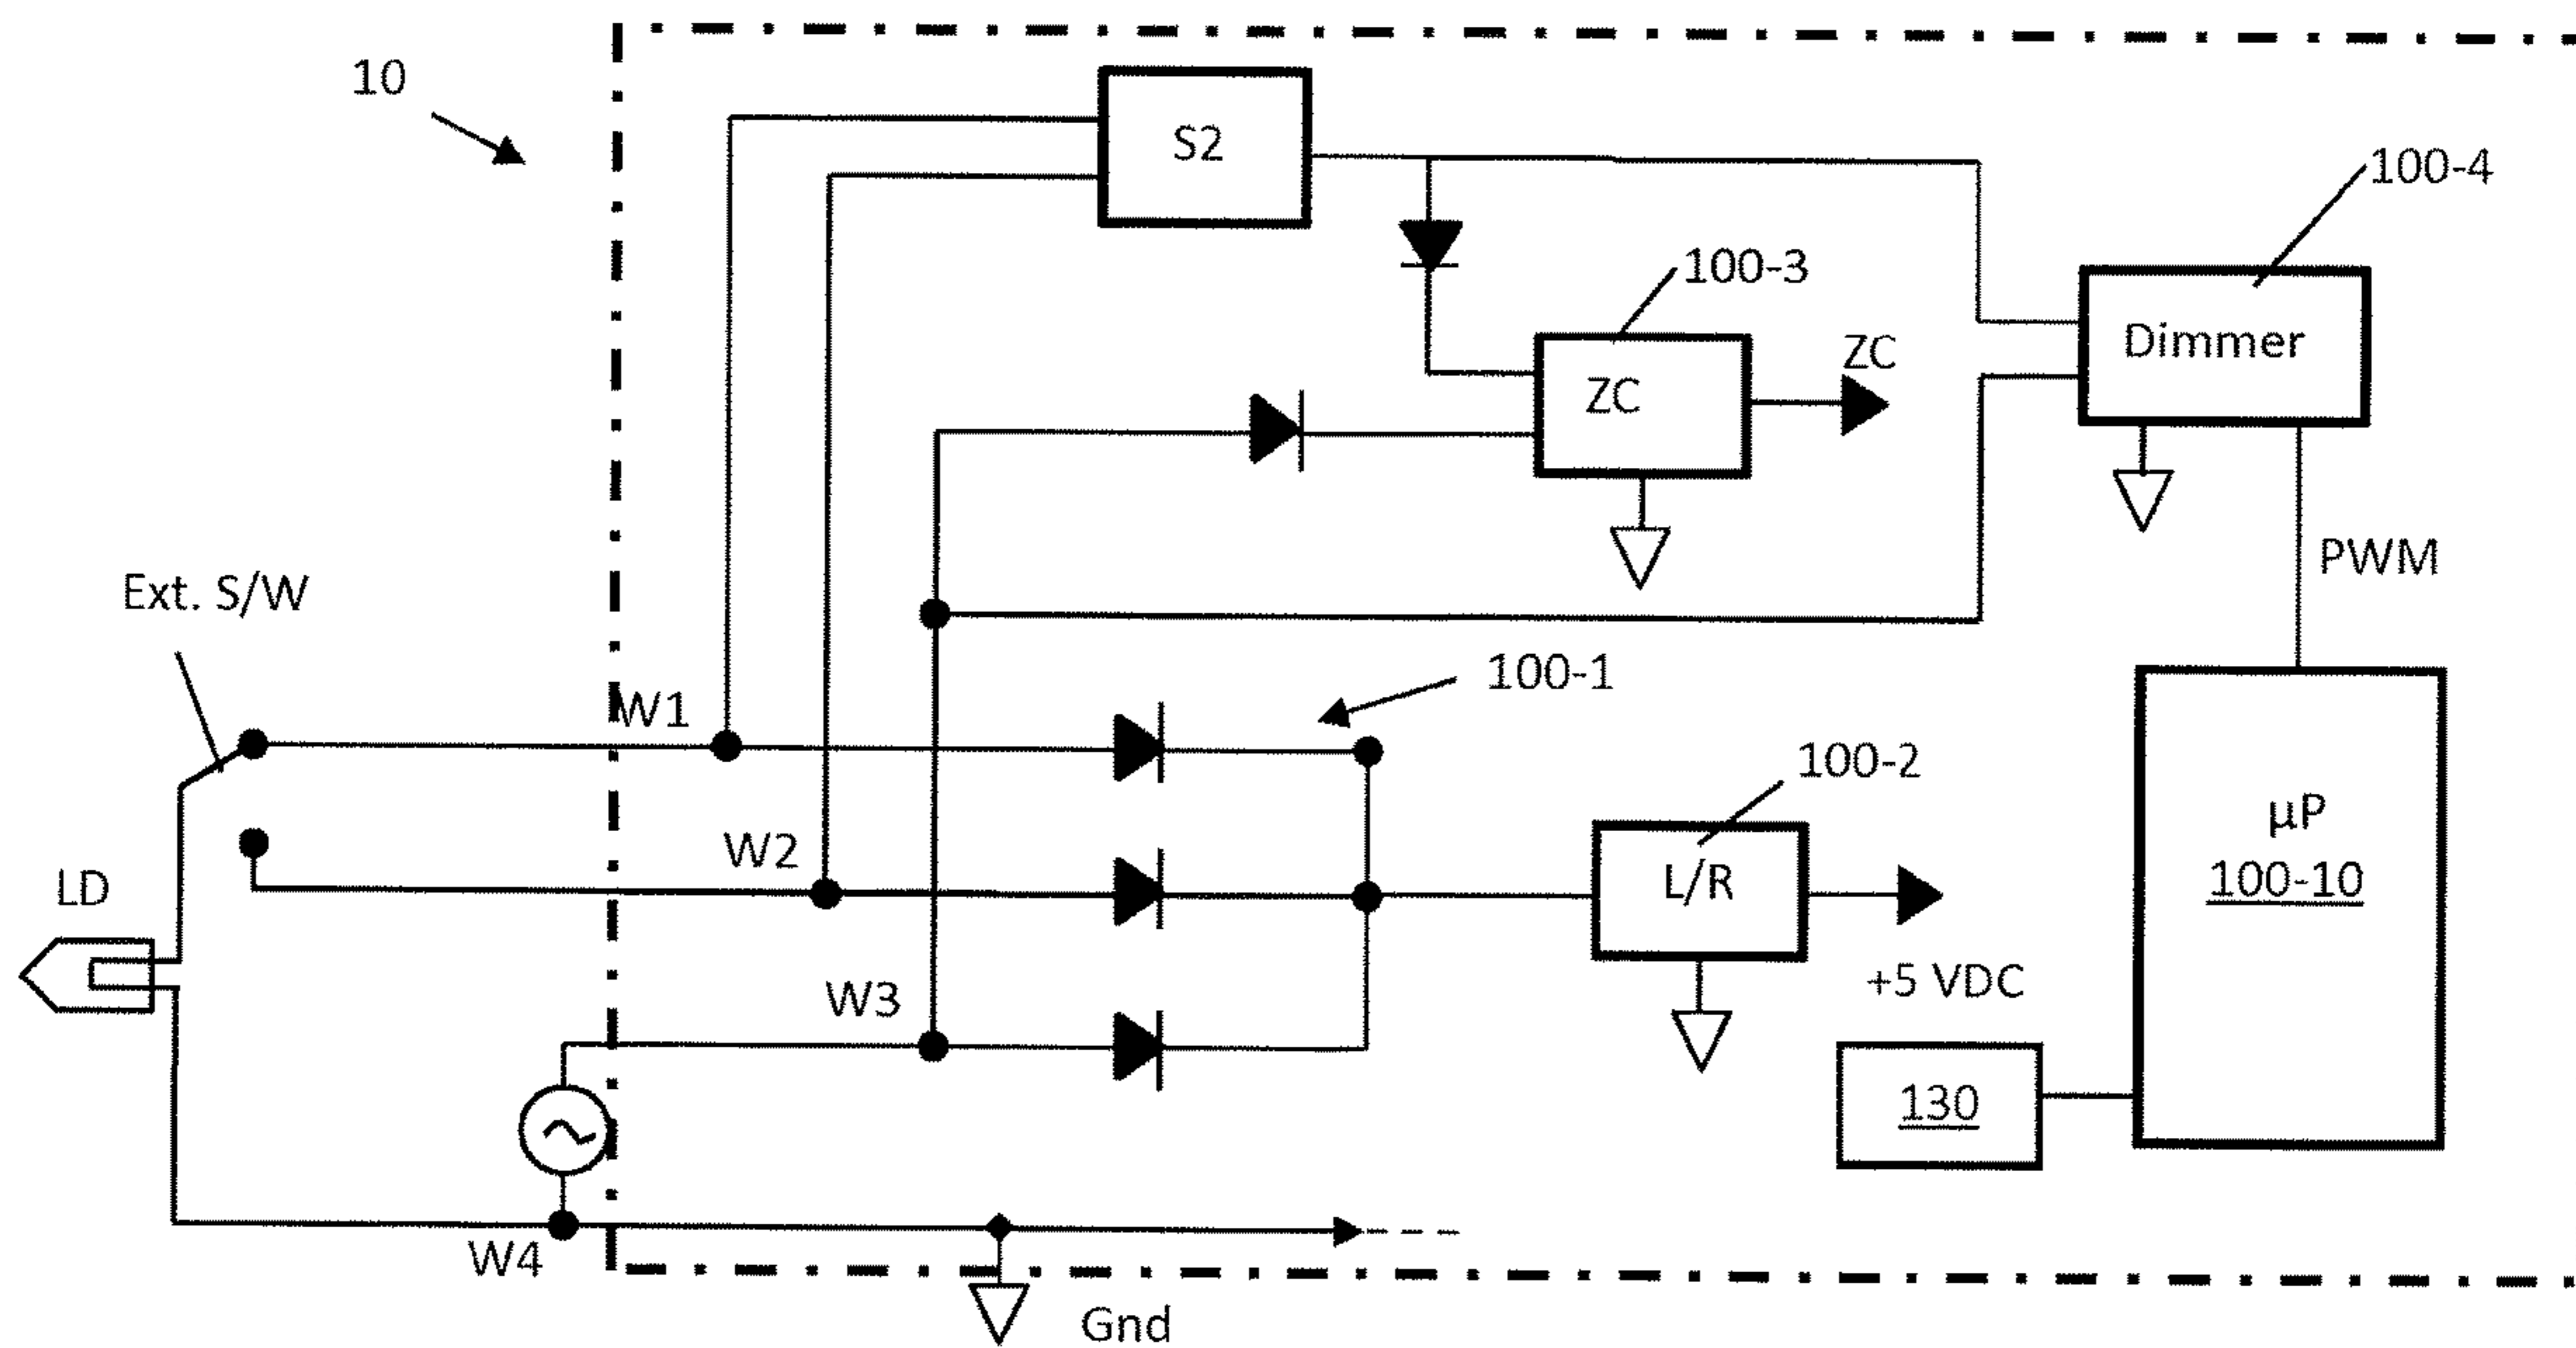 10
S2
100-4
100-3
ZC
ZC
Dimmer
PWM
Ext. S/W
W1
100-1
100-2
W2
L/R
µP
100-10
LD
+5 VDC
W3
130
W4
Gnd